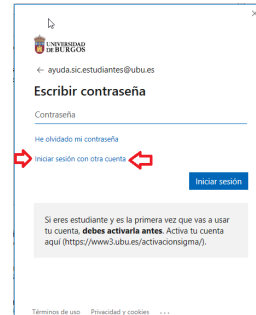 UNIVERSIDAD
DE BURGOS
← ayuda.sic.estudiantes@ubu.es
Escribir contraseña
Contraseña
He olvidado mi contraseña
Iniciar sesión con otra cuenta
Iniciar sesión
Si eres estudiante y es la primera vez que vas a usar
tu cuenta, debes activarla antes. Activa tu cuenta
aquí (https://www3.ubu.es/activacionsigma/).
Términos de uso Privacidad y cookies ...